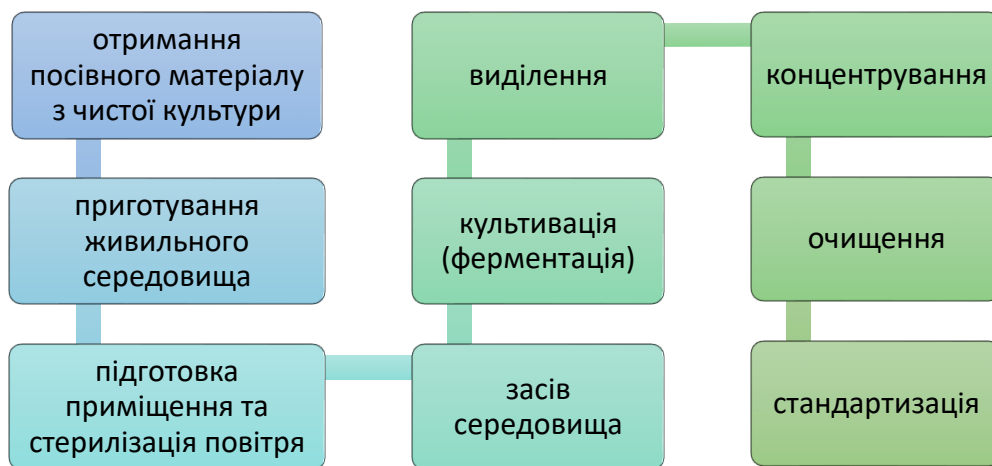 отримання
посівного матеріалу
з чистої культури
приготування
живильного
середовища
підготовка
приміщення та
стерилізація повітря
засів
середовища
культивація
(ферментація)
виділення
концентрування
очищення
стандартизація